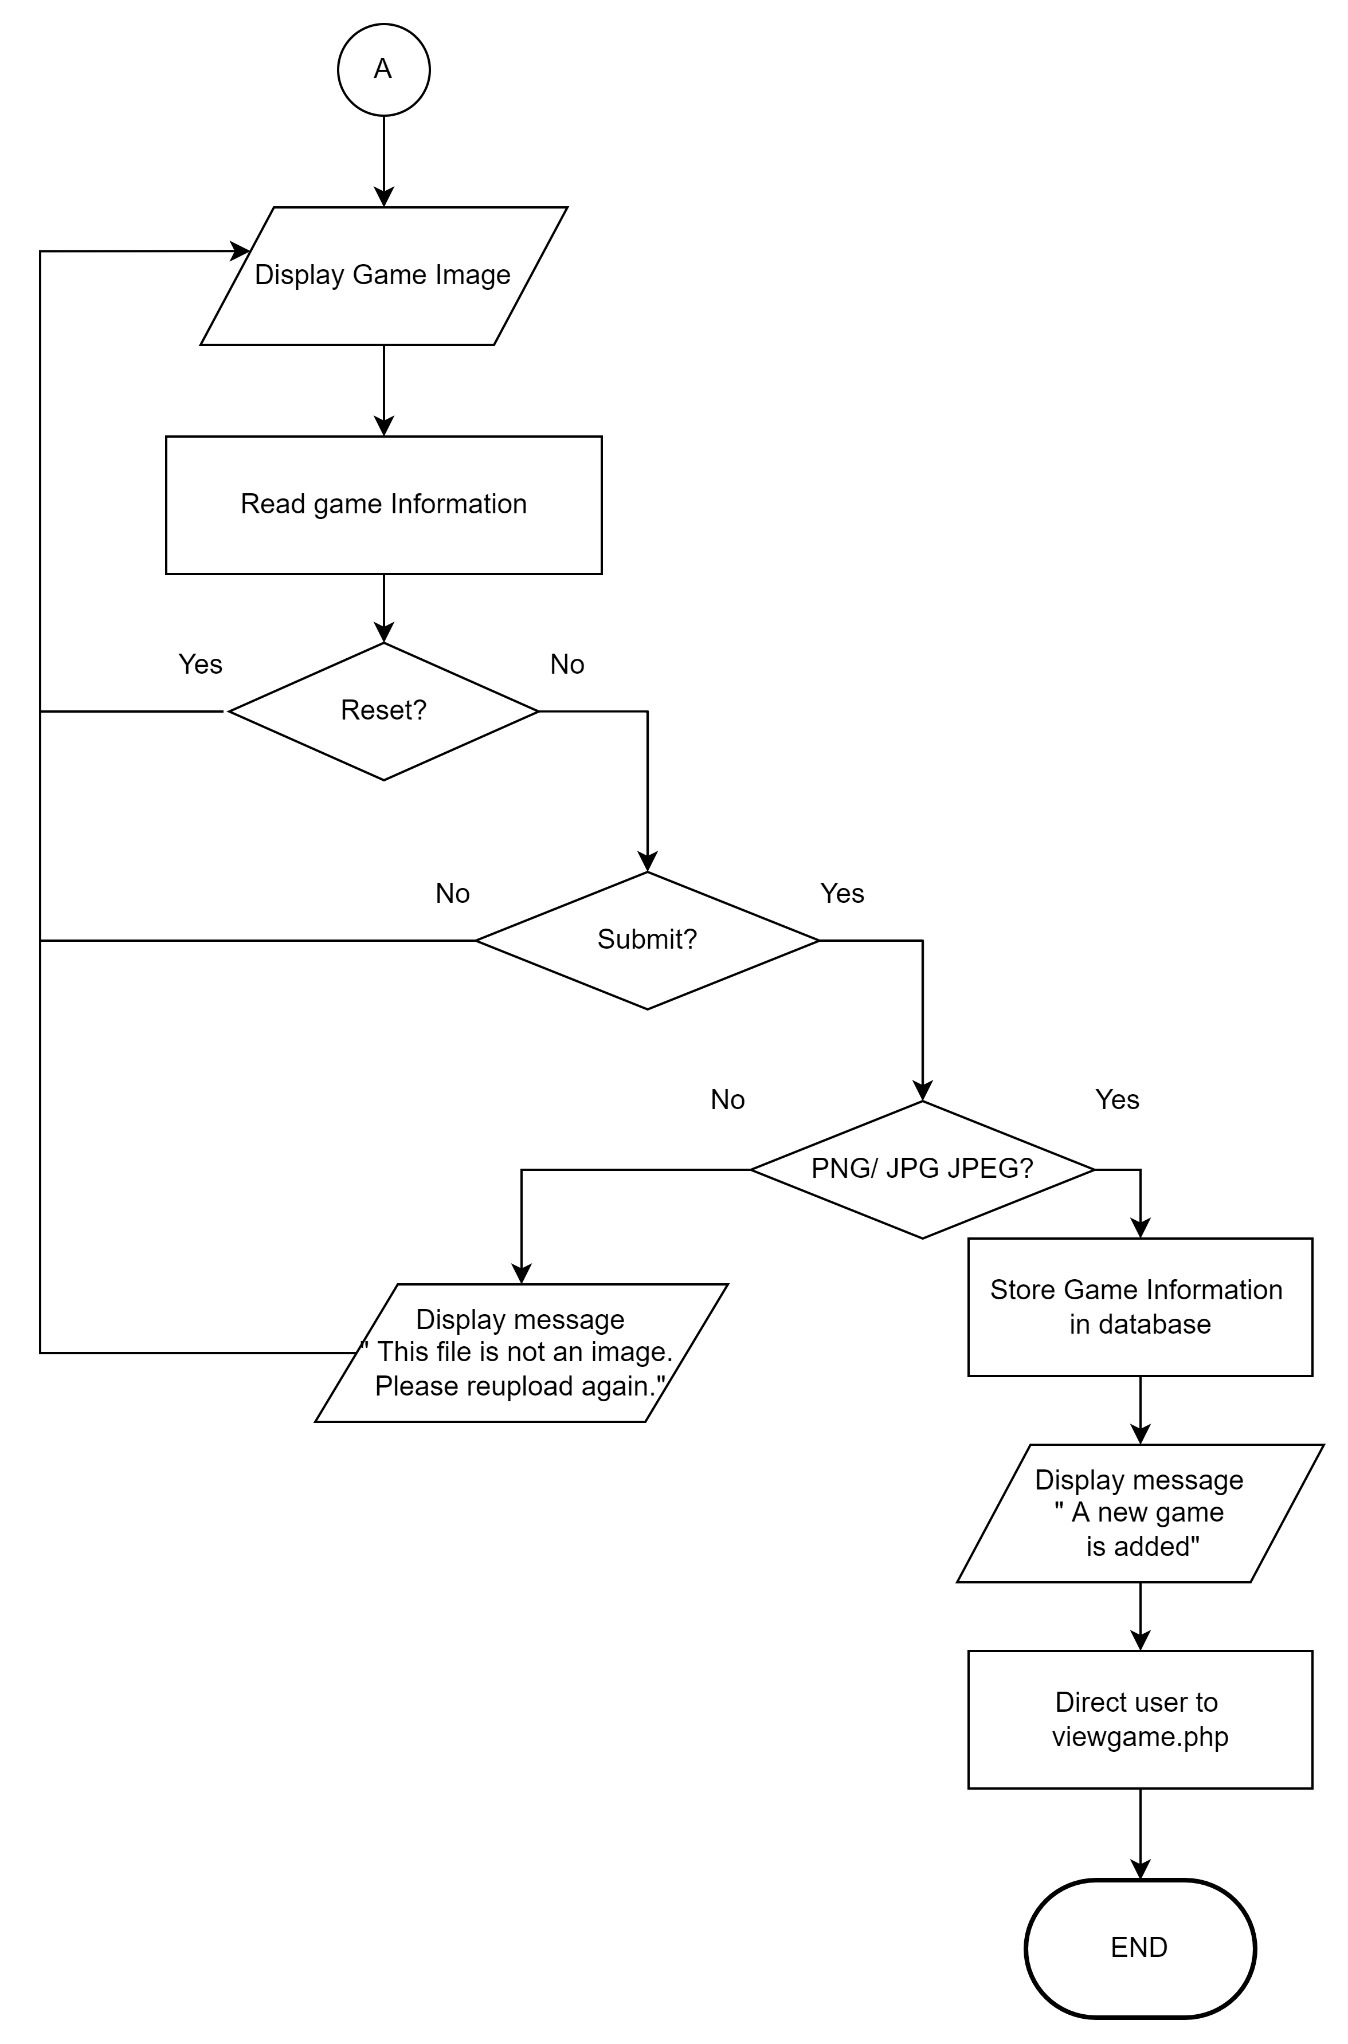 A
Display Game Image
Read game Information
Yes
No
Reset?
No
Yes
Submit?
No
Yes
PNG/ JPG JPEG?
Display message
" This file is not an image.
Please reupload again."
Store Game Information
in database
Display message
" A new game
is added"
Direct user to
viewgame.php
END